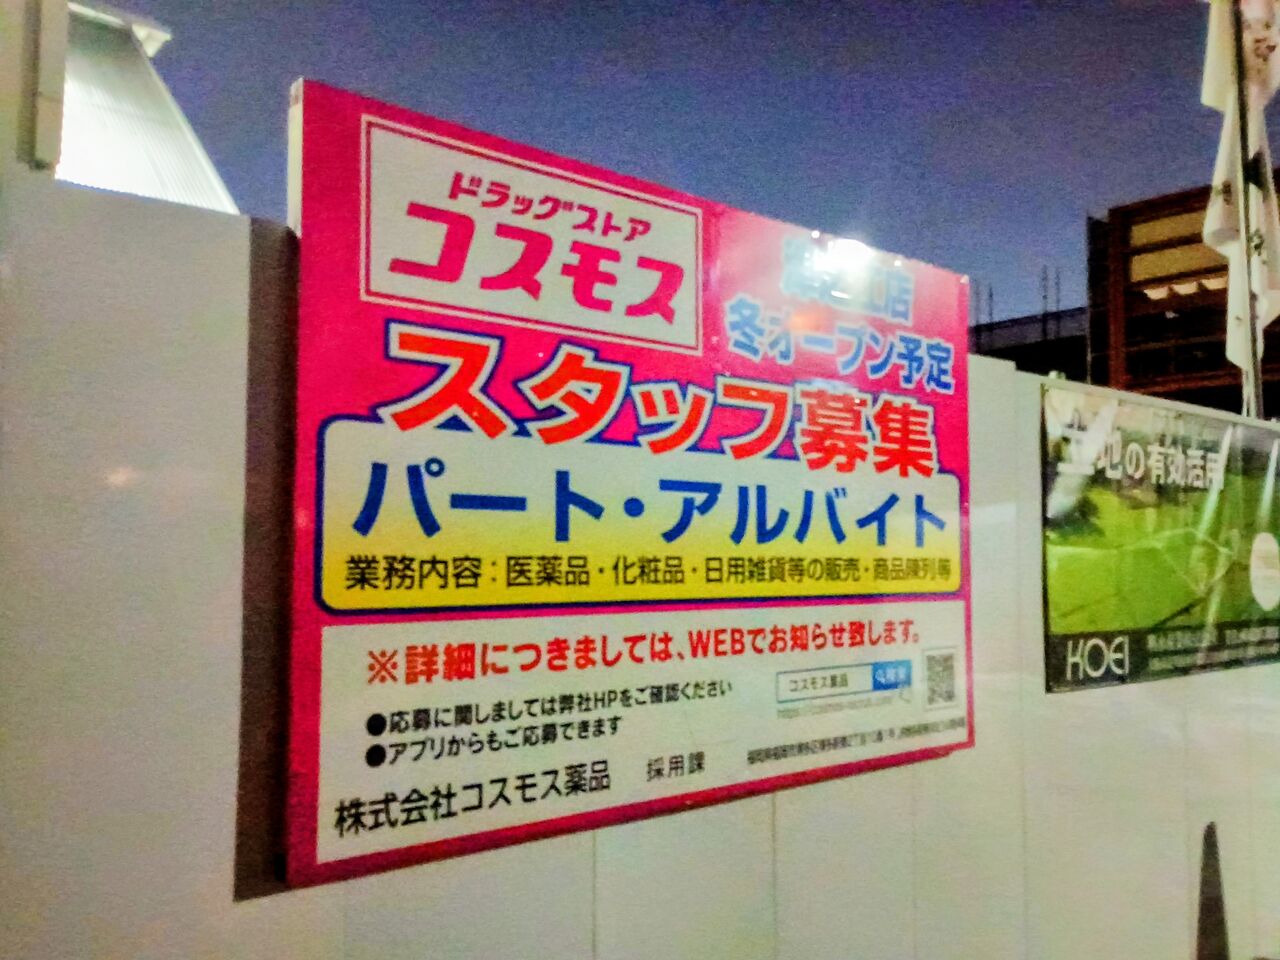 ドラッグストア
コスモス
店
冬オープン予定
スタッフ募集
パート・アルバイト
業務内容:医薬品・化粧品・日用雑貨等の販売・商品陳列等
※詳細につきましては、WEBでお知らせ致します。
●応募に関しましては弊社HPをご確認ください
●アプリからもご応募できます
コスモス薬品
検索
株式会社コスモス薬品
採用課
土地の有効活用
KOEI